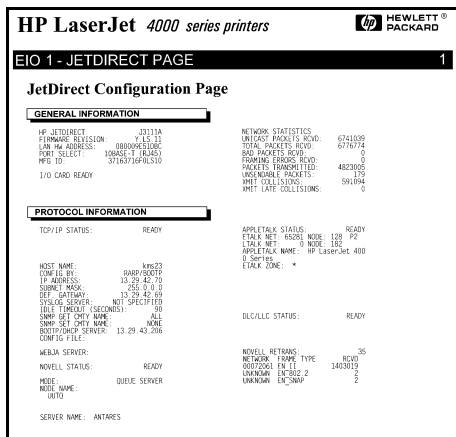 HP LaserJet 4000 series printers
hp HEWLETT ® PACKARD
EIO 1 - JETDIRECT PAGE 1
JetDirect Configuration Page
GENERAL INFORMATION
HP JETDIRECT J3111A
FIRMWARE REVISION: Y.LS 11
LAN HW ADDRESS: 080009E51DBC
PORT SELECT: 10BASE-T (RJ45)
MFG ID: 37163716F0LS10
I/O CARD READY
NETWORK STATISTICS
UNICAST PACKETS RCVD: 6741039
TOTAL PACKETS RCVD: 6776774
BAD PACKETS RCVD: 0
FRAMING ERRORS RCVD: 0
PACKETS TRANSMITTED: 4823005
UNSENDABLE PACKETS: 179
XMIT COLLISIONS: 591094
XMIT LATE COLLISIONS: 0
PROTOCOL INFORMATION
TCP/IP STATUS: READY
HOST NAME: kms23
CONFIG BY: RARP/BOOTP
IP ADDRESS: 13.29.42.70
SUBNET MASK: 255.0.0.0
DEF. GATEWAY: 13.29.42.69
SYSLOG SERVER: NOT SPECIFIED
IDLE TIMEOUT (SECONDS): 90
SNMP GET CMTY NAME: ALL
SNMP SET CMTY NAME: NONE
BOOTP/DHCP SERVER: 13.29.43.206
CONFIG FILE:
WEBJA SERVER:
NOVELL STATUS: READY
MODE: QUEUE SERVER
NODE NAME:
UUTQ
SERVER NAME: ANTARES
APPLETALK STATUS: READY
ETALK NET: 65281 NODE: 128 P2
LTALK NET: 0 NODE: 182
APPLETALK NAME: HP LaserJet 400
0 Series
ETALK ZONE: *
DLC/LLC STATUS: READY
NOVELL RETRANS: 35
NETWORK FRAME TYPE RCVD
00072061 EN_II 1403019
UNKNOWN EN_802.2 2
UNKNOWN EN_SNAP 2